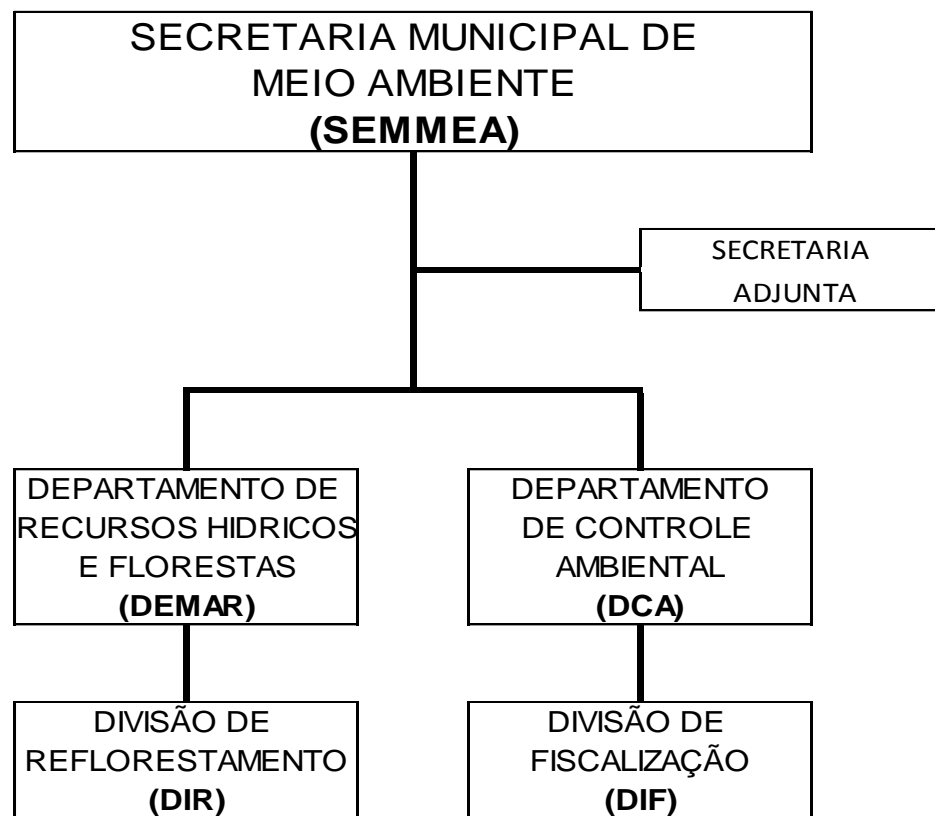 SECRETARIA MUNICIPAL DE
MEIO AMBIENTE
(SEMMEA)
SECRETARIA
ADJUNTA
DEPARTAMENTO DE
RECURSOS HIDRICOS
E FLORESTAS
(DEMAR)
DEPARTAMENTO
DE CONTROLE
AMBIENTAL
(DCA)
DIVISÃO DE
REFLORESTAMENTO
(DIR)
DIVISÃO DE
FISCALIZAÇÃO
(DIF)